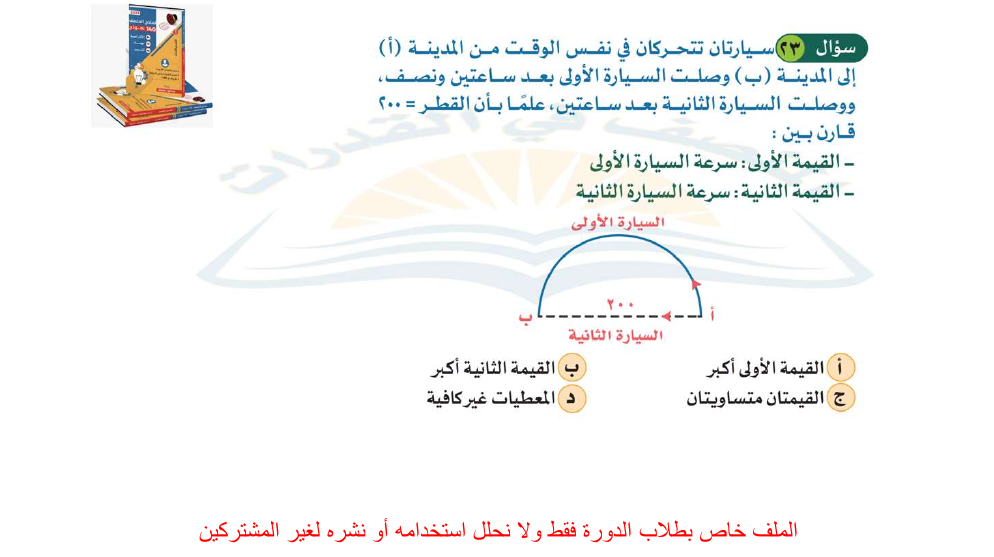 سؤال ٢٣ سيارتان تتحركان في نفس الوقت من المدينة (أ)
إلى المدينة (ب) وصلت السيارة الأولى بعد ساعتين ونصف،
ووصلت السيارة الثانية بعد ساعتين، علمًا بأن القطر = ٢٠٠
قارن بين :
– القيمة الأولى: سرعة السيارة الأولى
– القيمة الثانية: سرعة السيارة الثانية
السيارة الأولى
٢٠٠
أ
ب
السيارة الثانية
أ القيمة الأولى أكبر
ب القيمة الثانية أكبر
ج القيمتان متساويتان
د المعطيات غير كافية
الملف خاص بطلاب الدورة فقط ولا نحلل استخدامه أو نشره لغير المشتركين